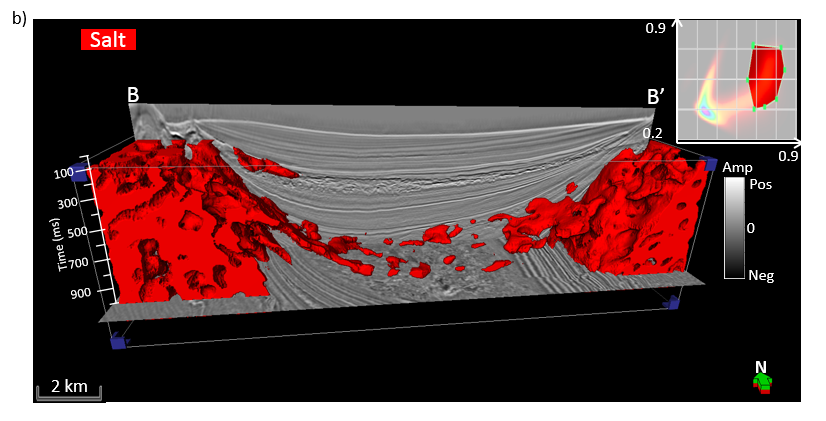 b)
Salt
0.9
B
B’
0.2
0.9
Amp
Pos
0
Neg
100
300
500
700
900
Time (ms)
2 km
N